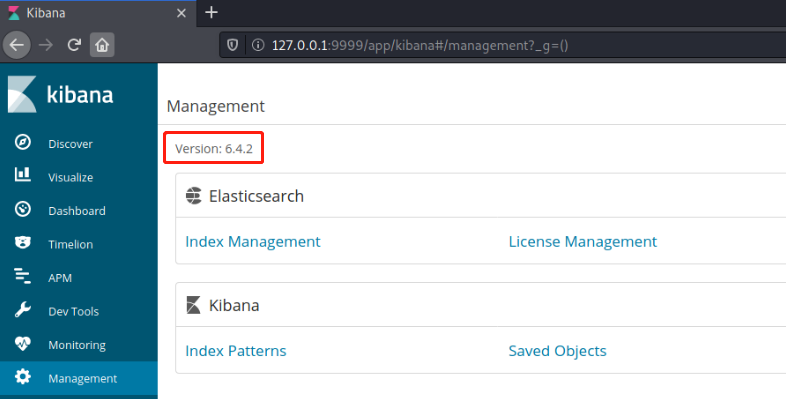 Kibana
127.0.0.1:9999/app/kibana#/management?_g=()
kibana
Discover
Visualize
Dashboard
Timelion
APM
Dev Tools
Monitoring
Management
Management
Version: 6.4.2
Elasticsearch
Index Management
License Management
Kibana
Index Patterns
Saved Objects